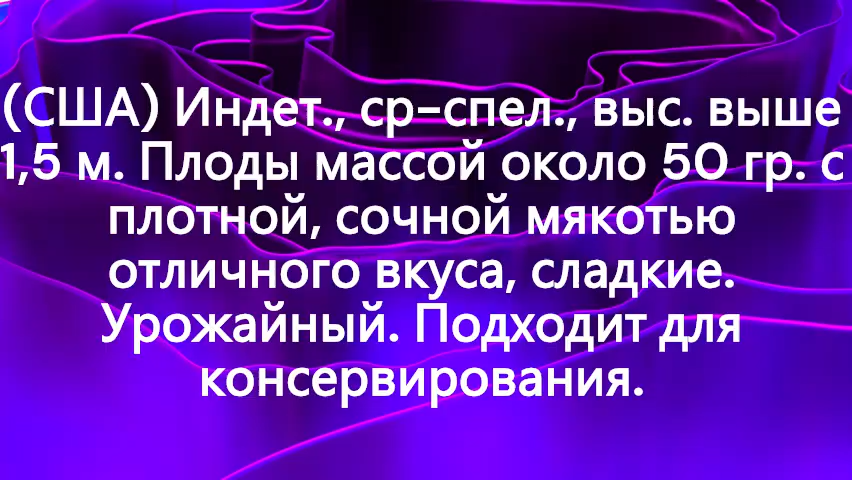 (США) Индет., ср-спел., выс. выше
1,5 м. Плоды массой около 50 гр. с
плотной, сочной мякотью
отличного вкуса, сладкие.
Урожайный. Подходит для
консервирования.